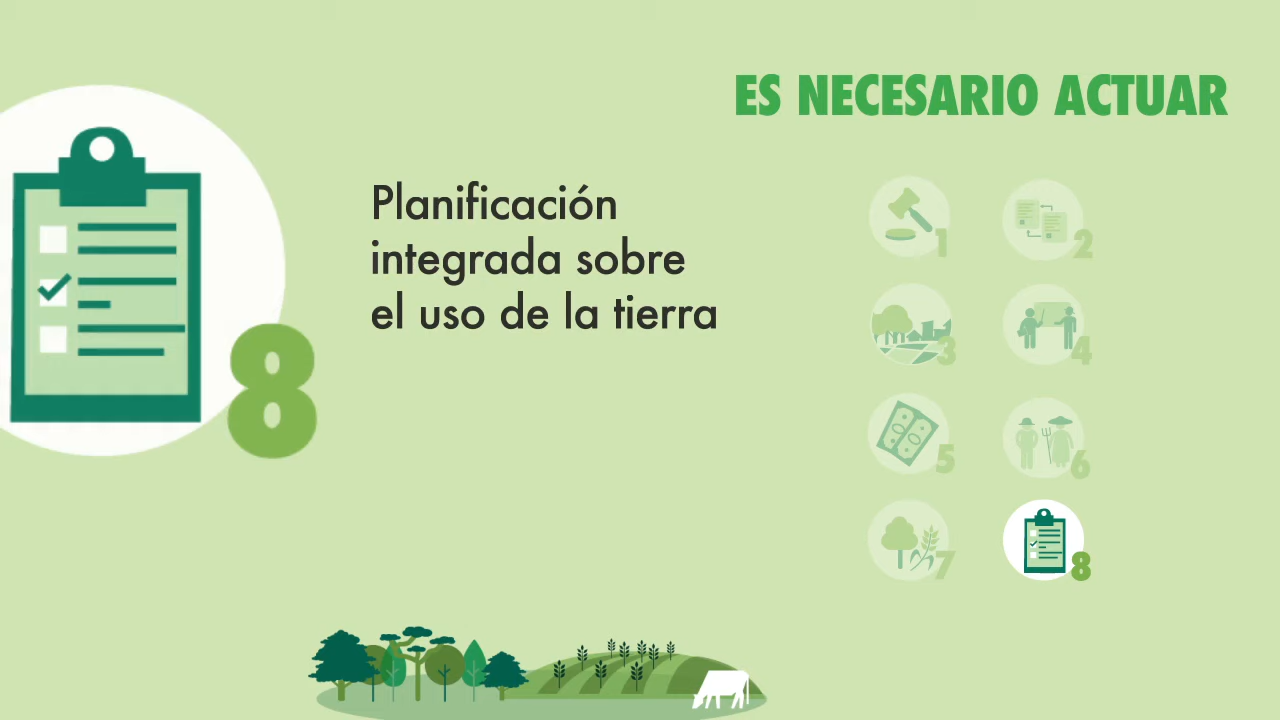 ES NECESARIO ACTUAR
Planificación
integrada sobre
el uso de la tierra
8
1
2
3
4
5
6
7
8